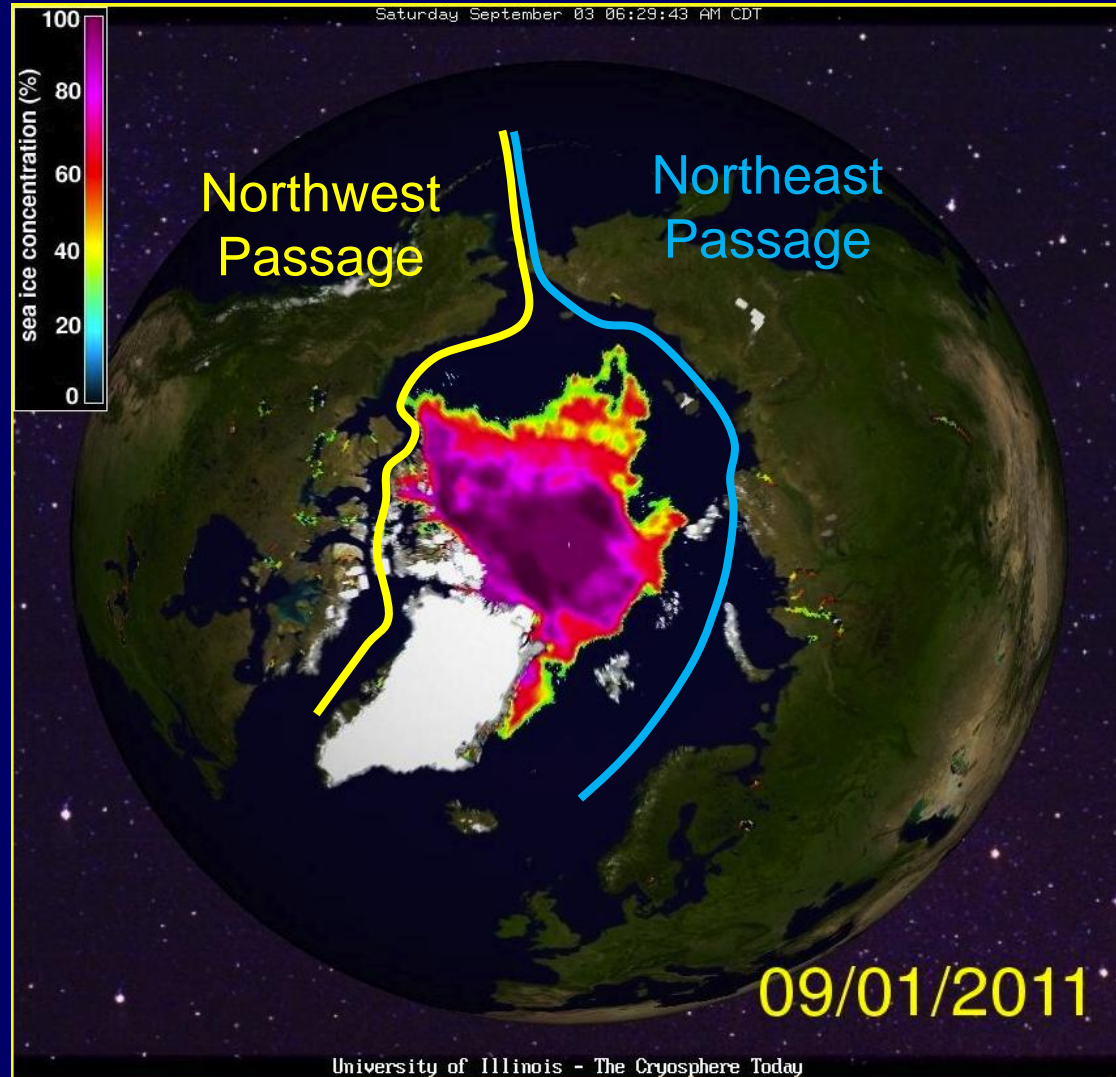 Saturday September 03 06:29:43 AM CDT
100
80
60
40
20
0
sea ice concentration (%)
Northwest
Passage
Northeast
Passage
09/01/2011
University of Illinois - The Cryosphere Today